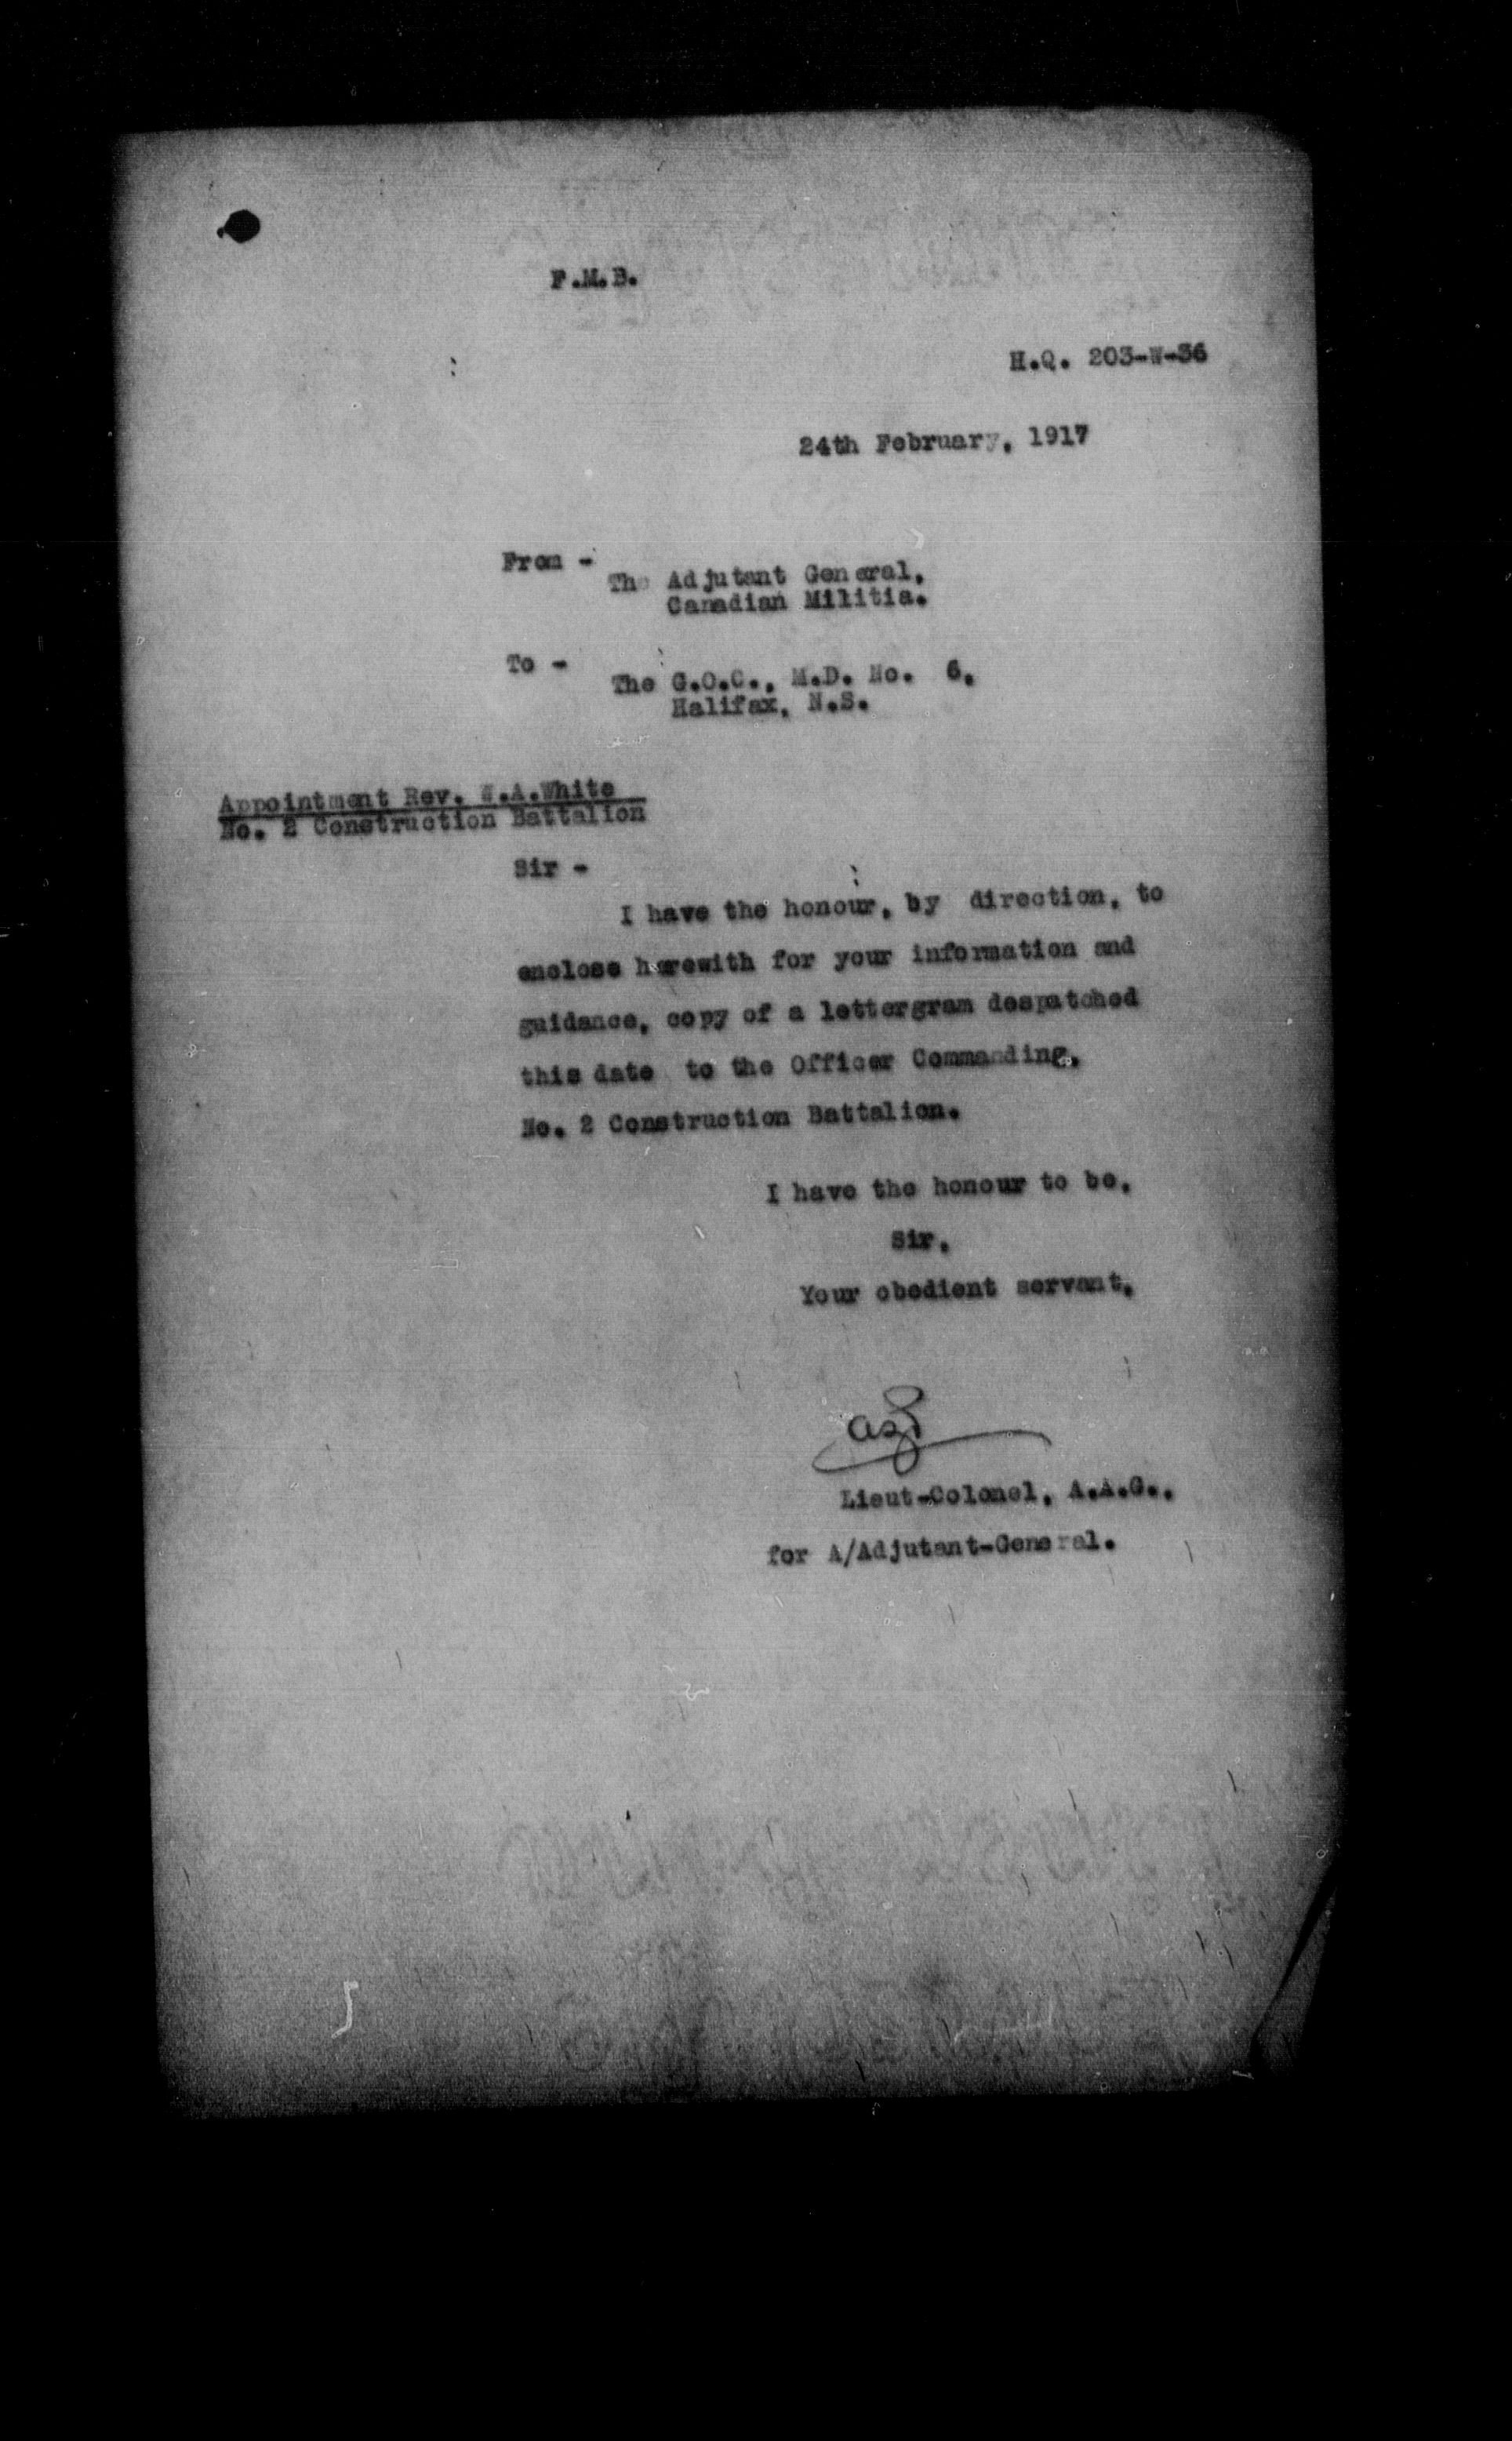 F.M.B.
H.Q. 203-W-36
24th February, 1917
From -
The Adjutant General,
Canadian Militia.
To -
The G.O.C., M.D. No. 6,
Halifax, N.S.
Appointment Rev. W.A.White
No. 2 Construction Battalion
Sir -
I have the honour, by direction, to
enclose herewith for your information and
guidance, copy of a lettergram despatched
this date to the Officer Commanding,
No. 2 Construction Battalion.
I have the honour to be,
Sir,
Your obedient servant,
Lieut-Colonel, A.A.G.,
for A/Adjutant-General.